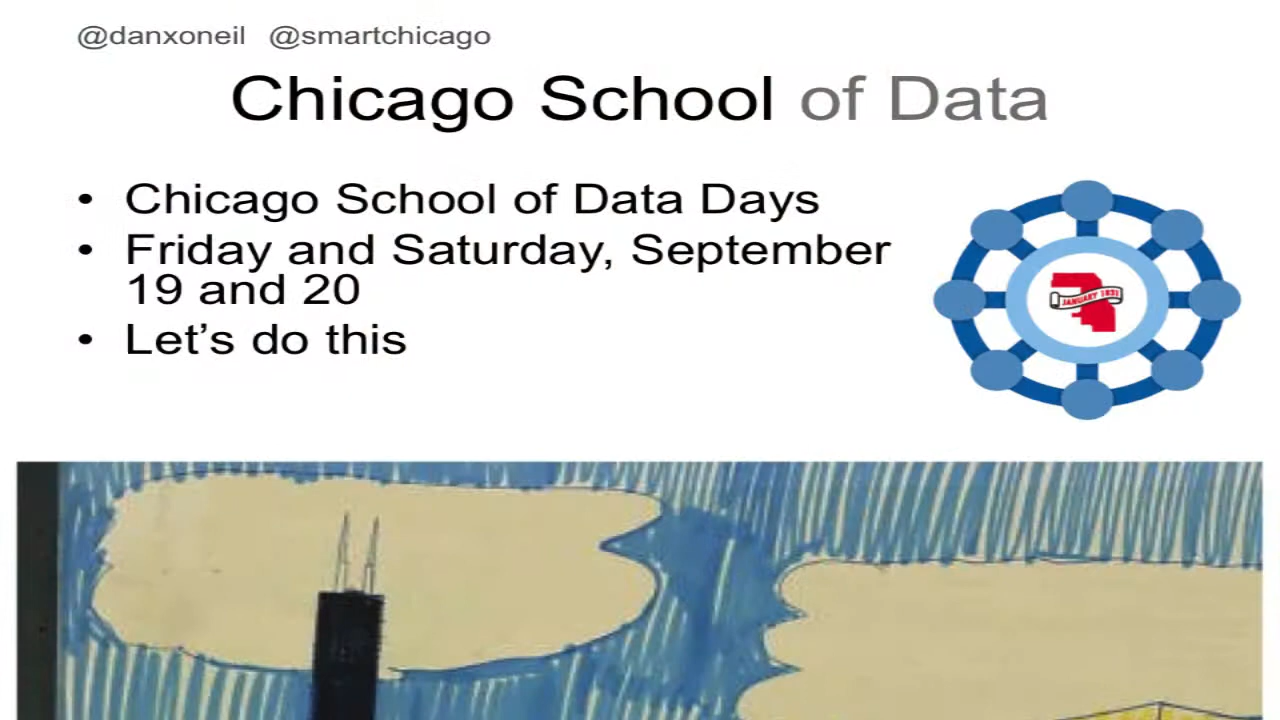 @danxoneil @smartchicago
Chicago School of Data
• Chicago School of Data Days
• Friday and Saturday, September
19 and 20
• Let's do this
JANUARY 1831